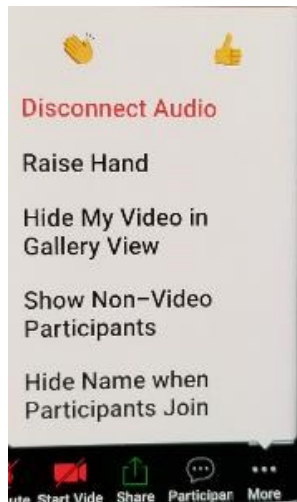 Disconnect Audio
Raise Hand
Hide My Video in
Gallery View
Show Non-Video
Participants
Hide Name when
Participants Join
ute Start Vide Share Participan More